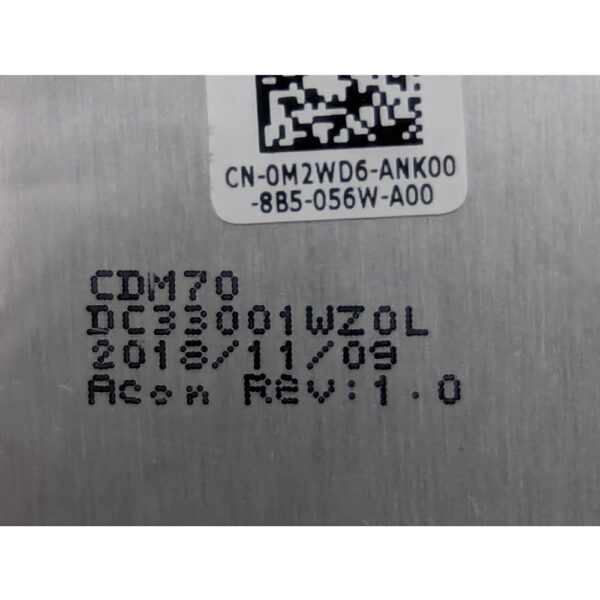 CN-0M2WD6-ANK00
-8B5-056W-A00
CDM70
DC33001WZ0L
2018/11/09
Acon Rev:1.0